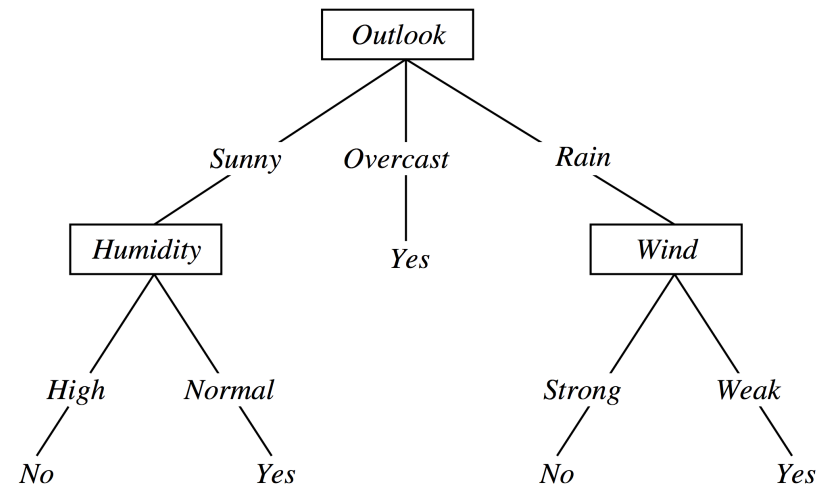 Outlook
Sunny Overcast Rain
Humidity Yes Wind
High Normal Strong Weak
No Yes No Yes